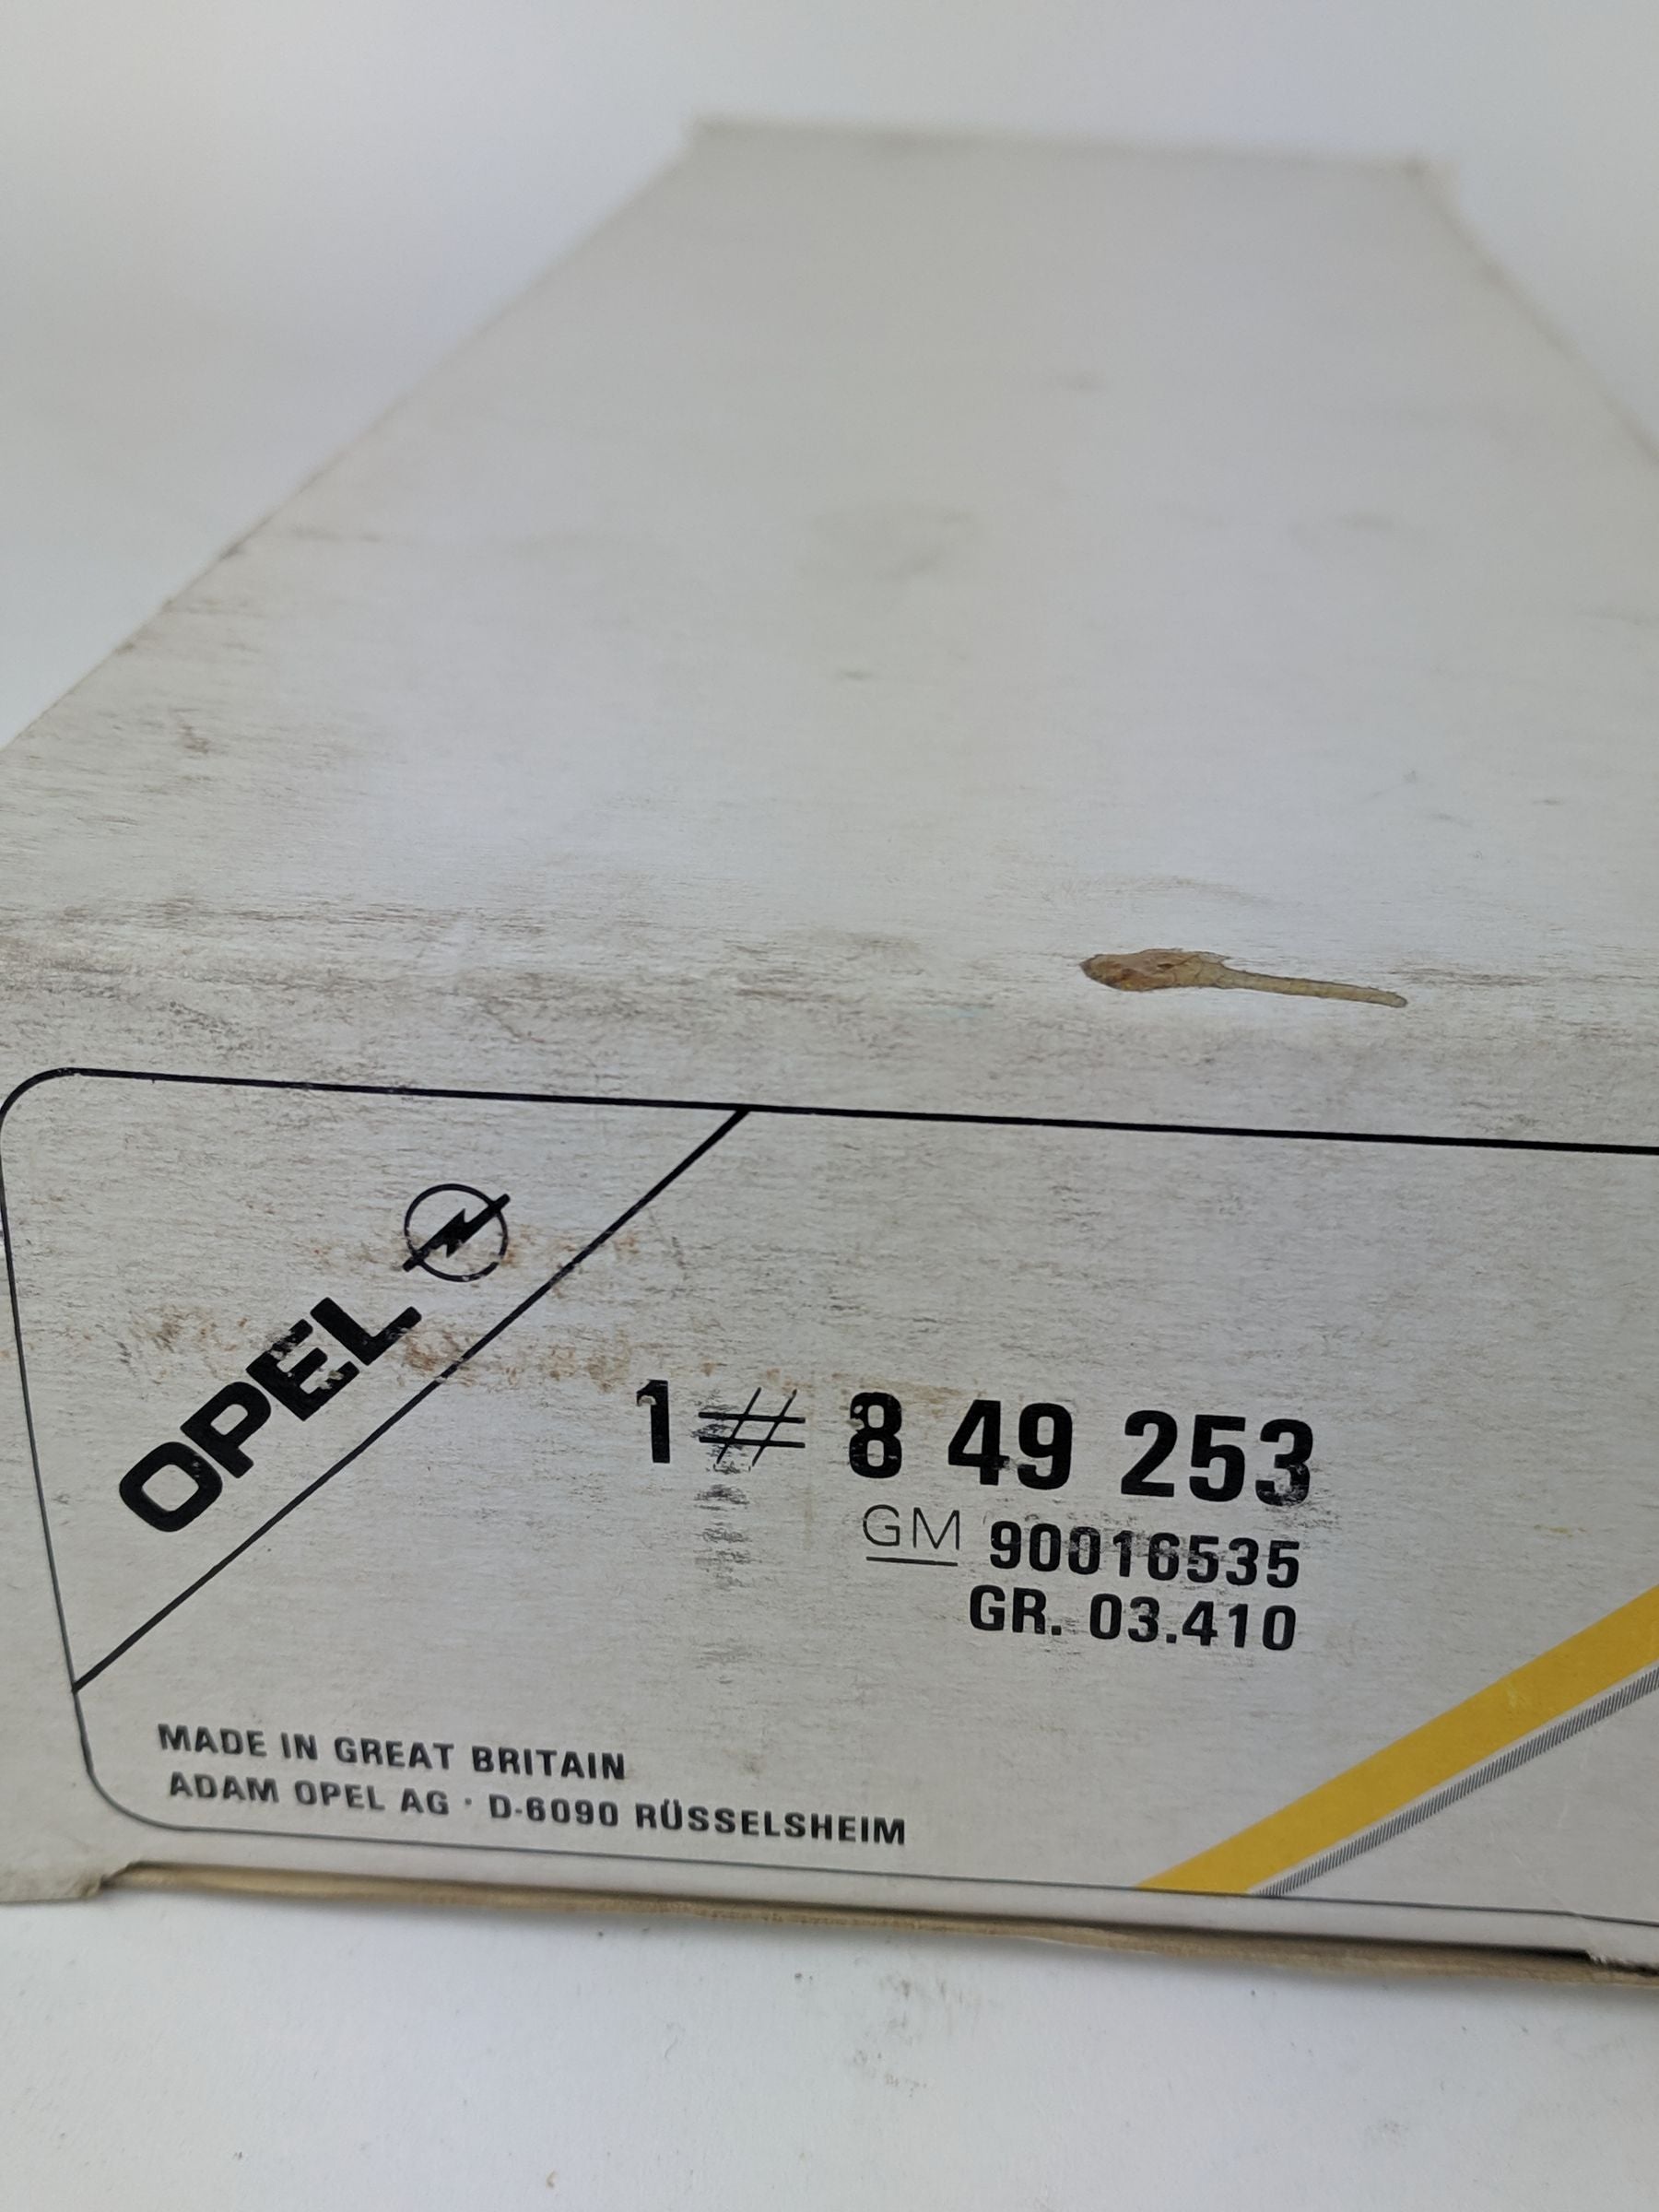 OPEL
1 # 8 49 253
GM 90016535
GR. 03.410
MADE IN GREAT BRITAIN
ADAM OPEL AG · D-6090 RÜSSELSHEIM